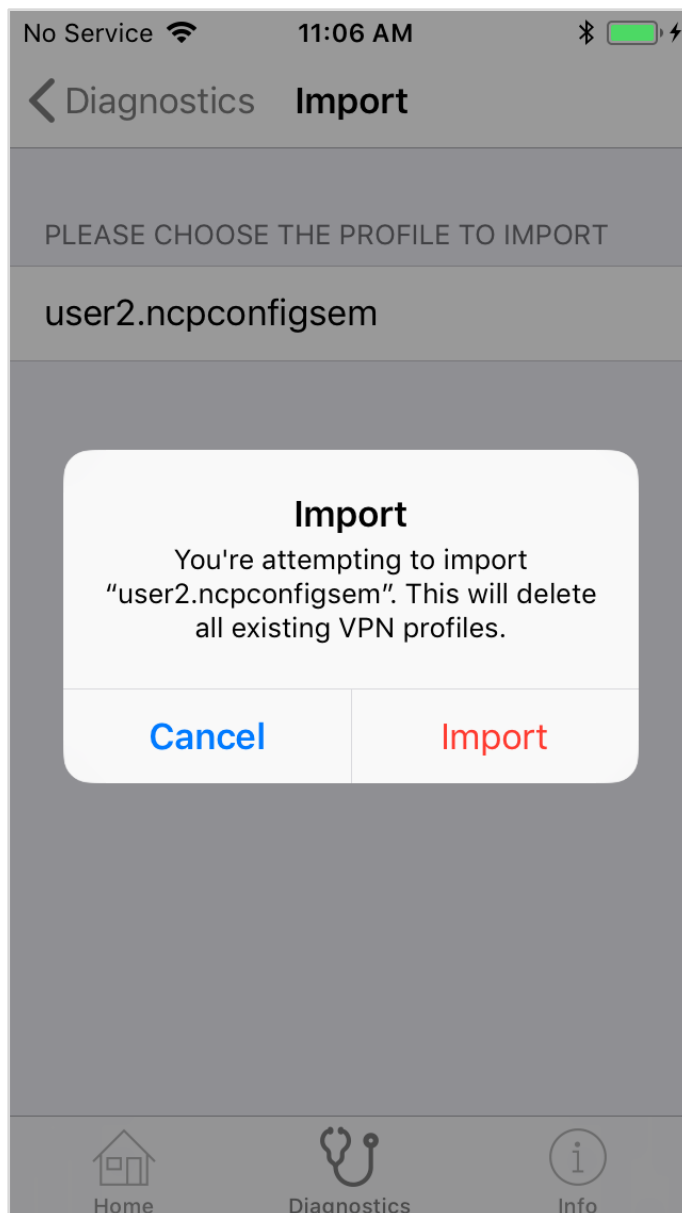 No Service 11:06 AM
Diagnostics Import
PLEASE CHOOSE THE PROFILE TO IMPORT
user2.ncpconfigsem
Import
You're attempting to import
“user2.ncpconfigsem”. This will delete
all existing VPN profiles.
Cancel Import
Home Diagnostics Info